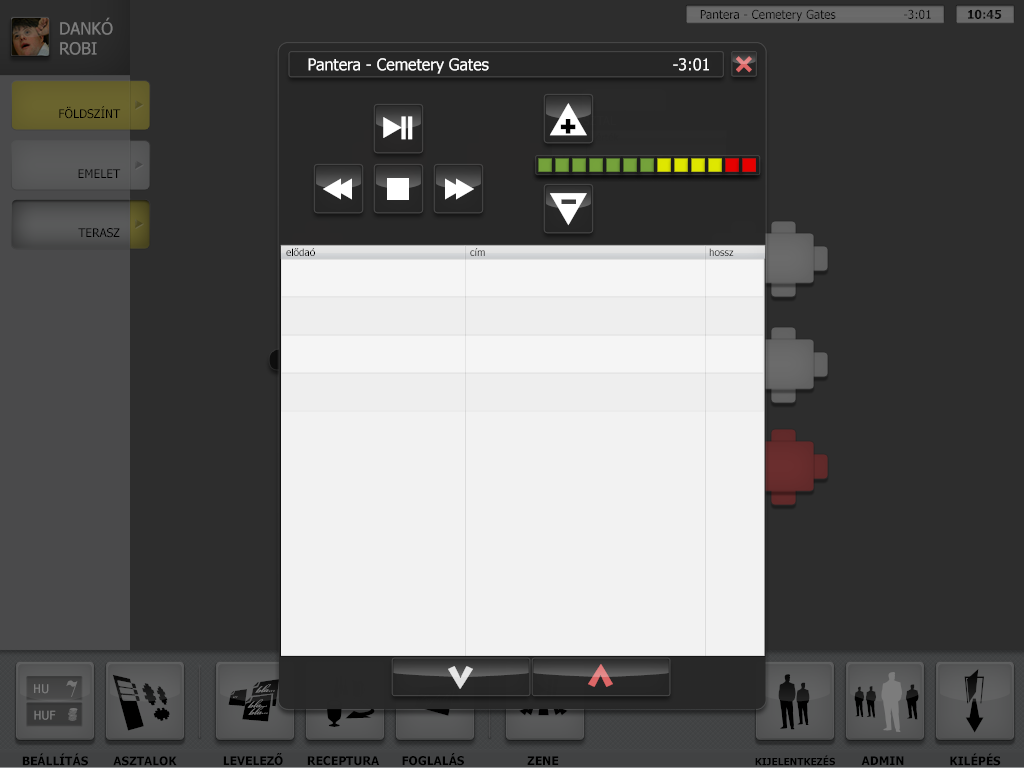 DANKÓ
ROBI
Pantera - Cemetery Gates -3:01
10:45
Pantera - Cemetery Gates -3:01
FÖLDSZÍNT
EMELET
TERASZ
elődaó cím hossz
HU
HUF
BEÁLLÍTÁS ASZTALOK LEVELEZŐ RECEPTURA FOGLALÁS ZENE KIJELENTKEZÉS ADMIN KILÉPÉS